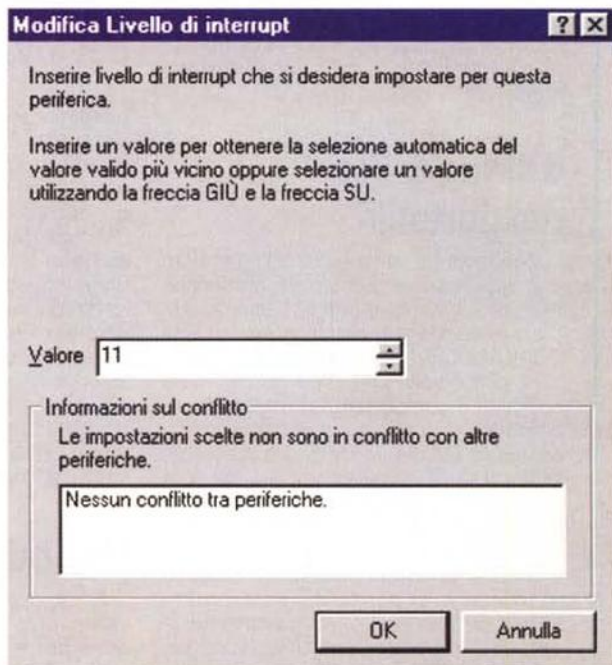 Modifica Livello di interrupt
Inserire livello di interrupt che si desidera impostare per questa
periferica.
Inserire un valore per ottenere la selezione automatica del
valore valido più vicino oppure selezionare un valore
utilizzando la freccia GIÙ e la freccia SU.
Valore 11
Informazioni sul conflitto
Le impostazioni scelte non sono in conflitto con altre
periferiche.
Nessun conflitto tra periferiche.
OK Annulla